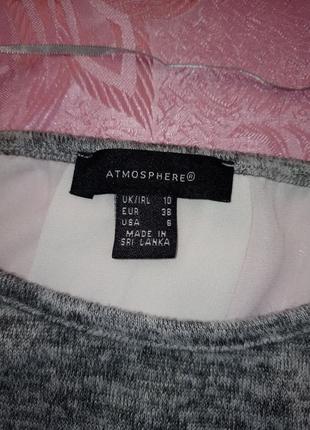 ATMOSPHERE®
UK/IRL 10
EUR 38
USA 6
MADE IN
SRI LANKA